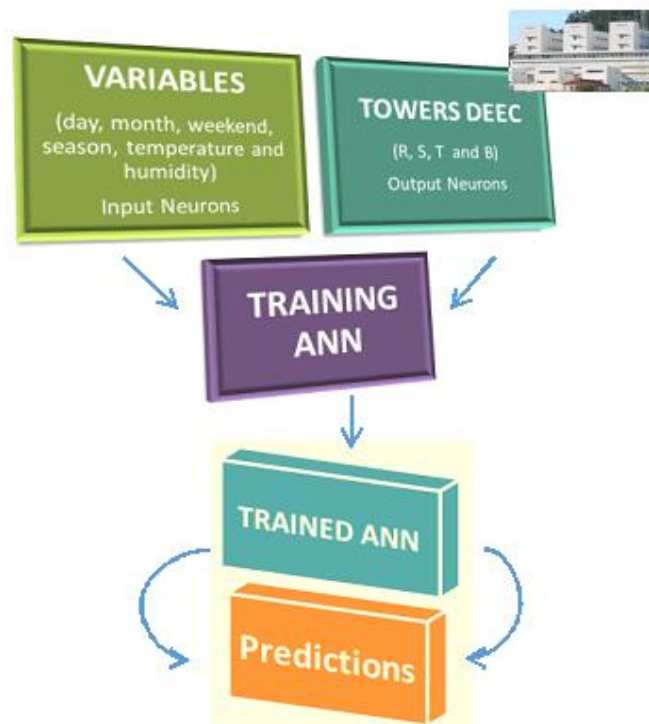 VARIABLES
(day, month, weekend,
season, temperature and
humidity)
Input Neurons
TOWERS DEEC
(R, S, T and B)
Output Neurons
TRAINING
ANN
TRAINED ANN
Predictions